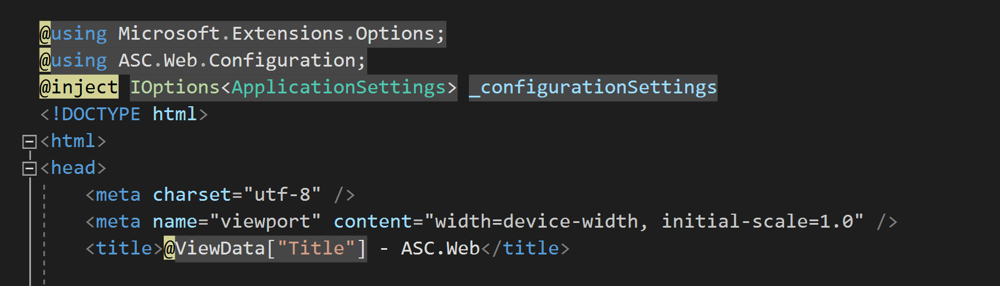 @using Microsoft.Extensions.Options;
@using ASC.Web.Configuration;
@inject IOptions<ApplicationSettings> _configurationSettings
<!DOCTYPE html>
<html>
<head>
<meta charset="utf-8" />
<meta name="viewport" content="width=device-width, initial-scale=1.0" />
<title>@ViewData["Title"] - ASC.Web</title>